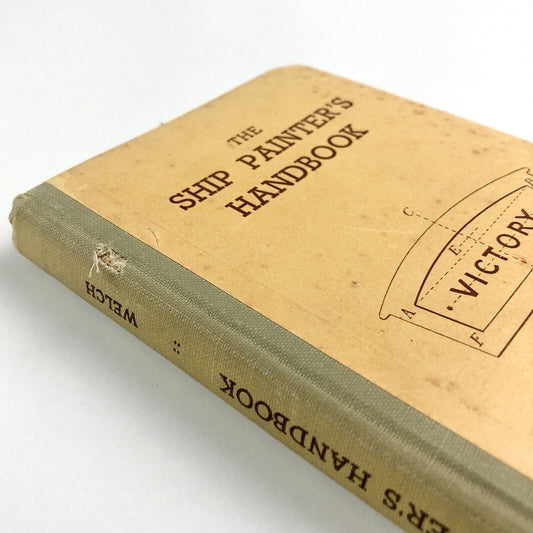 THE
SHIP PAINTER'S
HANDBOOK
C
B
E
• VICTORY
A
F
ER'S HANDBOOK :: WELCH